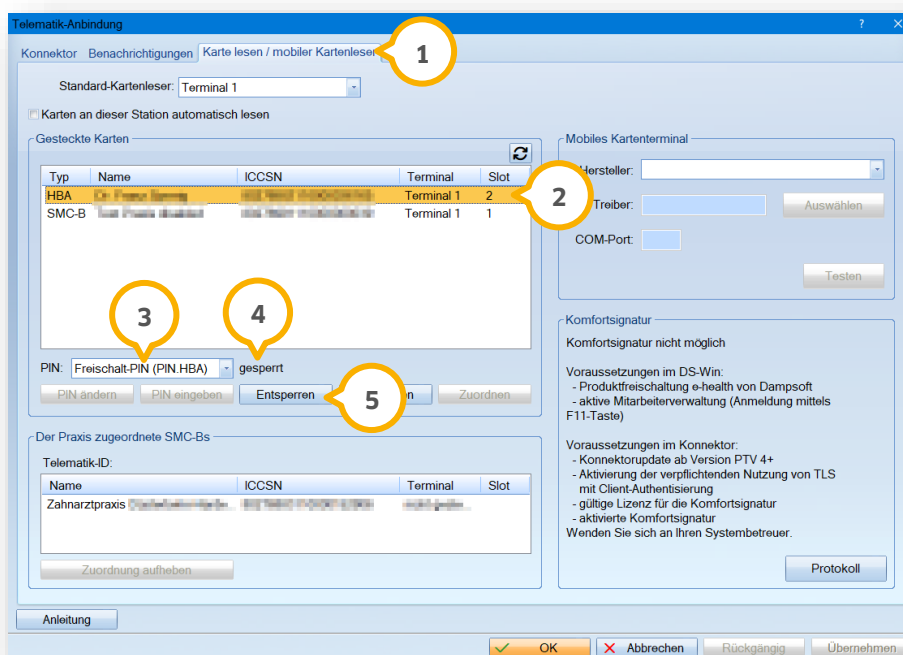 Telematik-Anbindung
Konnektor Benachrichtigungen Karte lesen / mobiler Kartenleser
1
Standard-Kartenleser: Terminal 1
Karten an dieser Station automatisch lesen
Gesteckte Karten
Typ Name ICCSN Terminal Slot
HBA Terminal 1 2
SMC-B Terminal 1 1
2
3
4
PIN: Freischalt-PIN (PIN.HBA) gesperrt
PIN ändern PIN eingeben Entsperren Zuordnen
5
Der Praxis zugeordnete SMC-Bs
Telematik-ID:
Name ICCSN Terminal Slot
Zahnarztpraxis
Zuordnung aufheben
Mobiles Kartenterminal
Hersteller:
Treiber: Auswählen
COM-Port:
Testen
Komfortsignatur
Komfortsignatur nicht möglich
Voraussetzungen im DS-Win:
- Produktfreischaltung e-health von Dampsoft
- aktive Mitarbeiterverwaltung (Anmeldung mittels
F11-Taste)
Voraussetzungen im Konnektor:
- Konnektorupdate ab Version PTV 4+
- Aktivierung der verpflichtenden Nutzung von TLS
mit Client-Authentisierung
- gültige Lizenz für die Komfortsignatur
- aktivierte Komfortsignatur
Wenden Sie sich an Ihren Systembetreuer.
Protokoll
Anleitung
OK Abbrechen Rückgängig Übernehmen